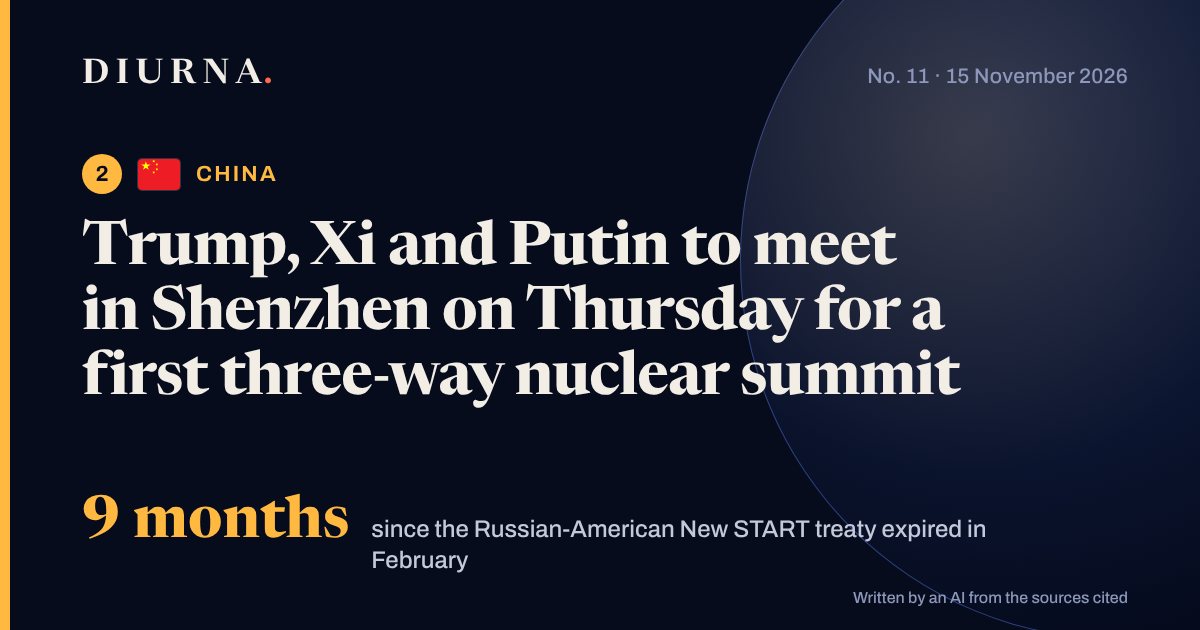 DIURNA.
No. 11 · 15 November 2026
2 CHINA
Trump, Xi and Putin to meet
in Shenzhen on Thursday for a
first three-way nuclear summit
9 months
since the Russian-American New START treaty expired in
February
Written by an AI from the sources cited